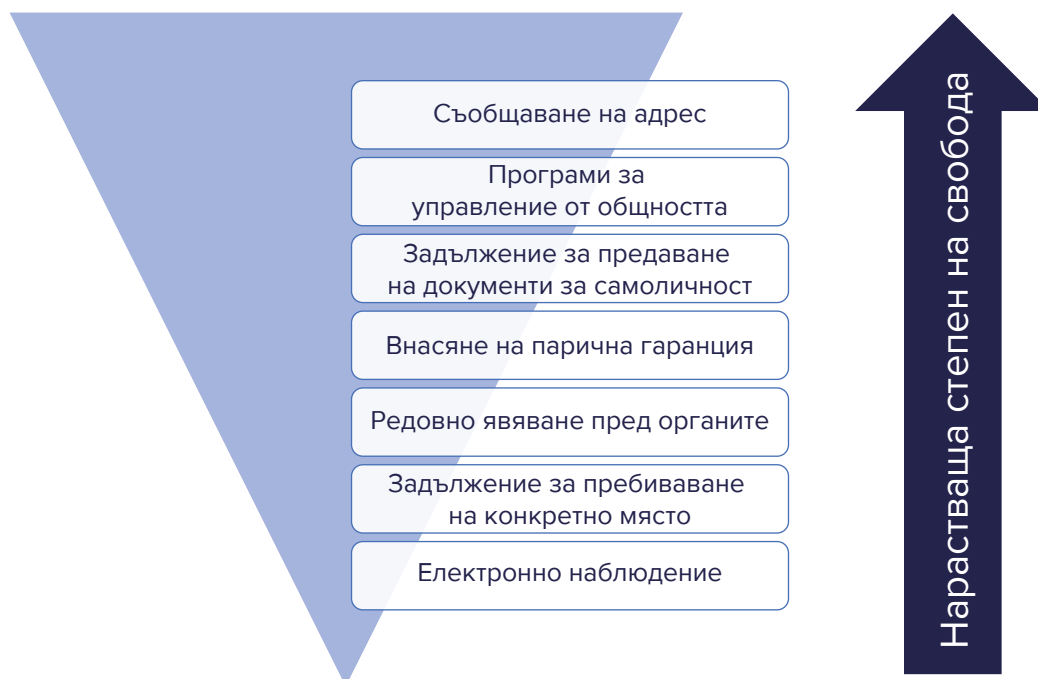 Съобщаване на адрес
Програми за
управление от общността
Задължение за предаване
на документи за самоличност
Внасяне на парична гаранция
Редовно явяване пред органите
Задължение за пребиваване
на конкретно място
Електронно наблюдение
Нарастваща степен на свобода